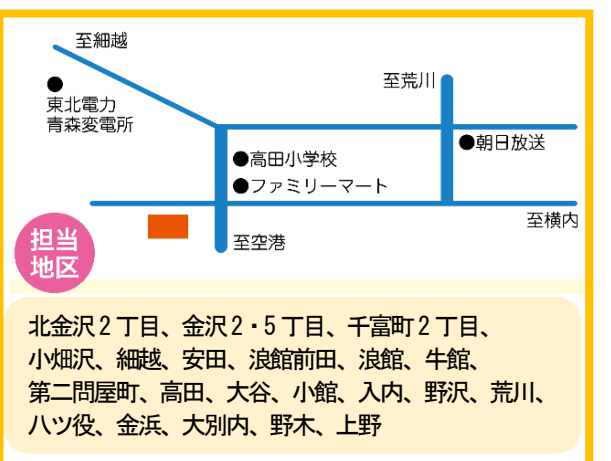 至細越
至荒川
東北電力
青森変電所
●朝日放送
●高田小学校
●ファミリーマート
至横内
至空港
担当
地区
北金沢2丁目、金沢2・5丁目、千富町2丁目、
小畑沢、細越、安田、浪館前田、浪館、牛館、
第二問屋町、高田、大谷、小館、入内、野沢、荒川、
八ツ役、金浜、大別内、野木、上野